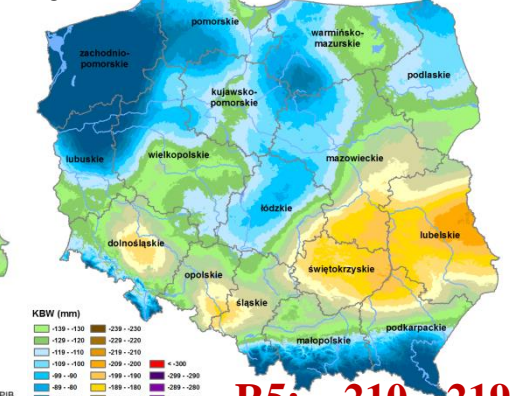 pomorskie
warmińsko-
mazurskie
zachodnio-
pomorskie
podlaskie
kujawsko-
pomorskie
lubuskie
wielkopolskie
mazowieckie
łódzkie
lubelskie
dolnośląskie
świętokrzyskie
opolskie
śląskie
podkarpackie
małopolskie
KBW (mm)
-139 - -130 -239 - -230
-129 - -120 -229 - -220
-119 - -110 -219 - -210
-109 - -100 -209 - -200 < -300
-99 - -90 -199 - -190 -299 - -290
-89 - -80 -189 - -180 -289 - -280
PIB